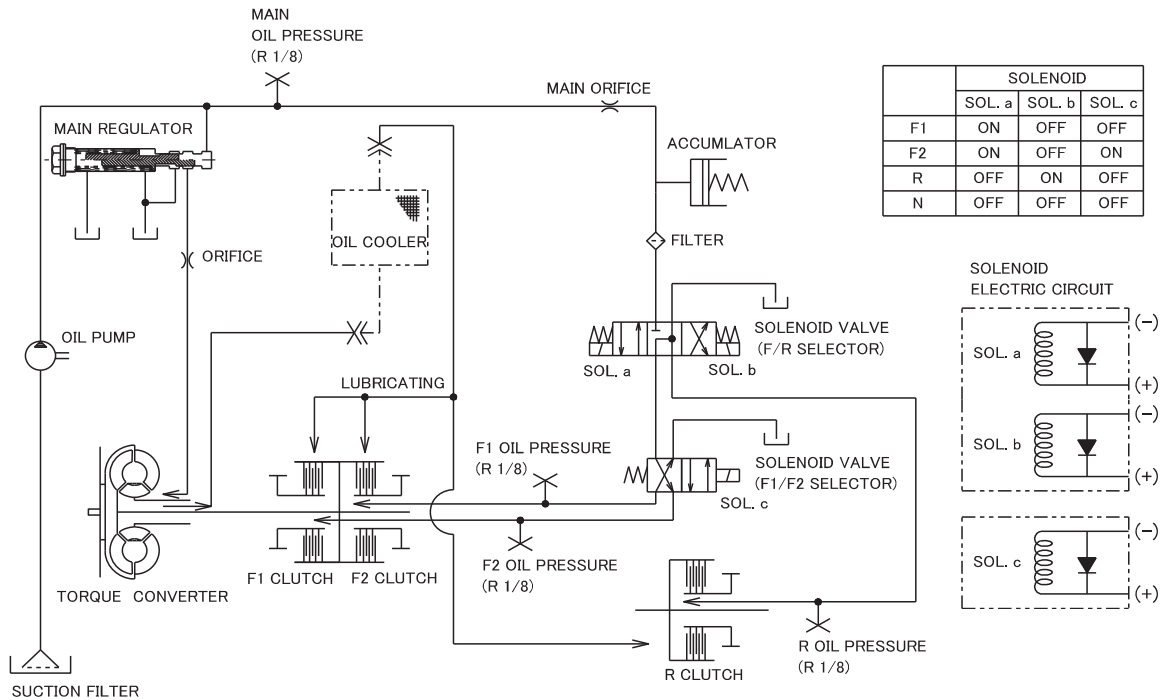 MAIN
OIL PRESSURE
(R 1/8)
MAIN ORIFICE
MAIN REGULATOR
ACCUMLATOR
SOLENOID
SOL. a SOL. b SOL. c
F1 ON OFF OFF
F2 ON OFF ON
R OFF ON OFF
N OFF OFF OFF
OIL COOLER
FILTER
ORIFICE
SOLENOID
ELECTRIC CIRCUIT
OIL PUMP
SOLENOID VALVE
(F/R SELECTOR)
SOL. a
SOL. b
(-)
SOL. a
(+)
(-)
SOL. b
(+)
(-)
SOL. c
(+)
LUBRICATING
F1 OIL PRESSURE
(R 1/8)
SOLENOID VALVE
(F1/F2 SELECTOR)
SOL. c
F2 OIL PRESSURE
(R 1/8)
F1 CLUTCH
F2 CLUTCH
TORQUE CONVERTER
R OIL PRESSURE
(R 1/8)
R CLUTCH
SUCTION FILTER